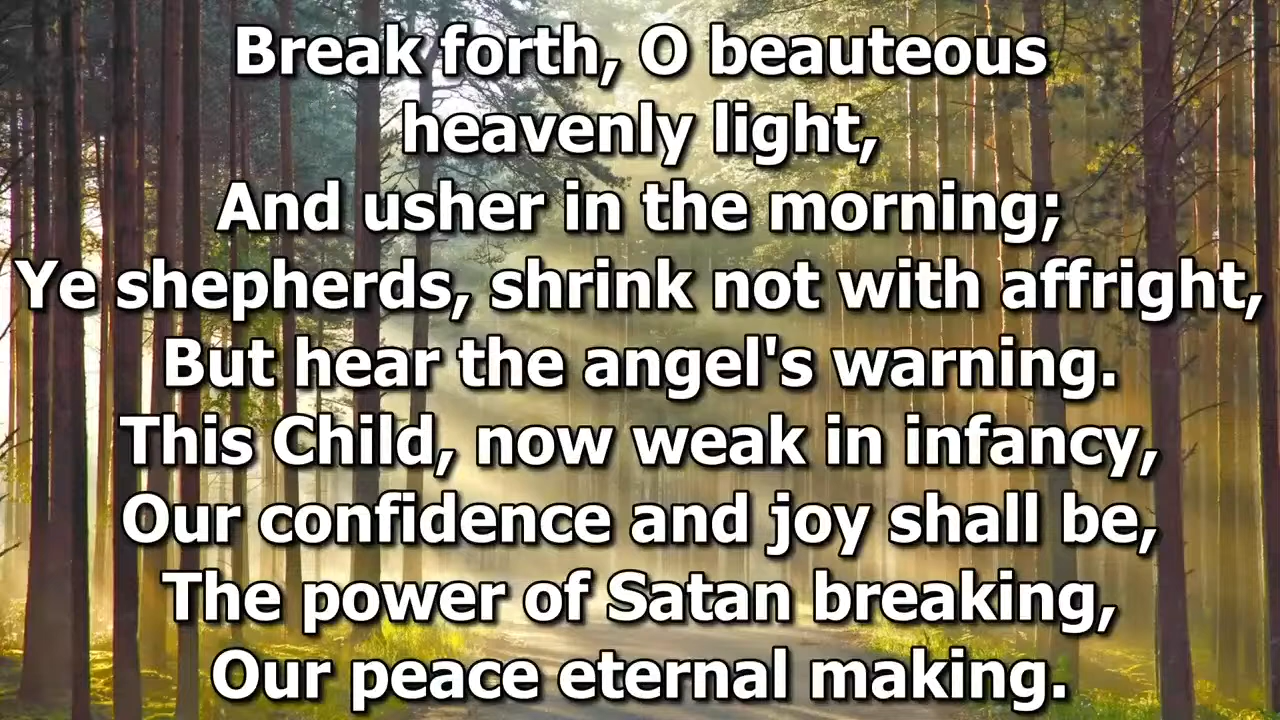 Break forth, O beauteous
heavenly light,
And usher in the morning;
Ye shepherds, shrink not with affright,
But hear the angel's warning.
This Child, now weak in infancy,
Our confidence and joy shall be,
The power of Satan breaking,
Our peace eternal making.